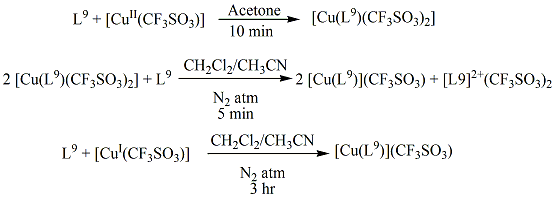 L⁹ + [Cuᴵᴵ(CF₃SO₃)] Acetone 10 min [Cu(L⁹)(CF₃SO₃)₂]
2 [Cu(L⁹)(CF₃SO₃)₂] + L⁹ CH₂Cl₂/CH₃CN N₂ atm 5 min 2 [Cu(L⁹)](CF₃SO₃) + [L9]²⁺(CF₃SO₃)₂
L⁹ + [Cuᴵ(CF₃SO₃)] CH₂Cl₂/CH₃CN N₂ atm 3 hr [Cu(L⁹)](CF₃SO₃)